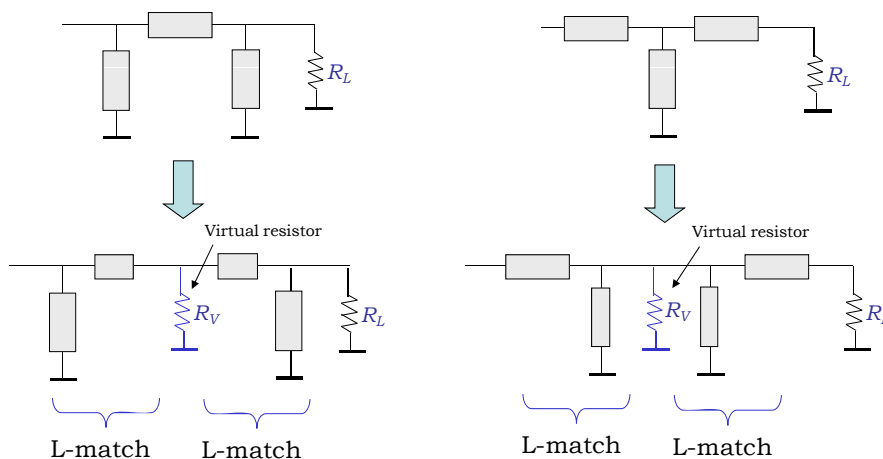 R_L
R_L
Virtual resistor
Virtual resistor
R_V
R_L
R_V
L-match
L-match
L-match
L-match